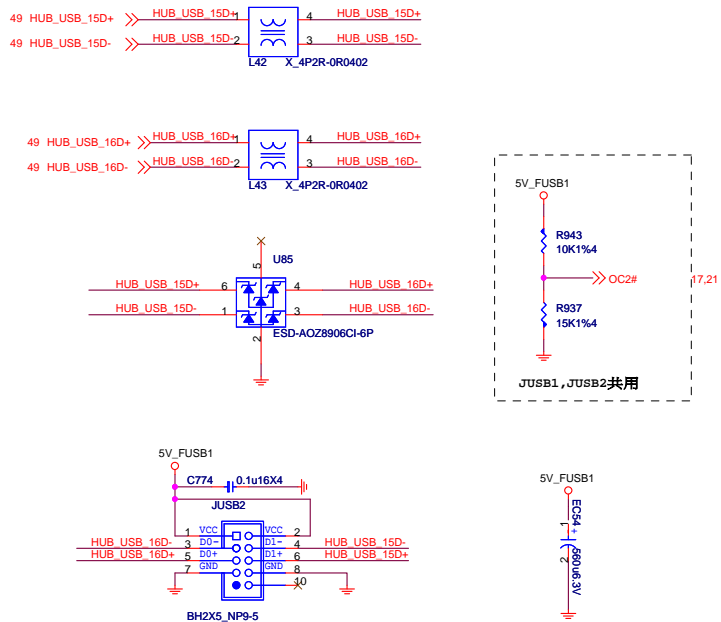 49 HUB_USB_15D+ HUB_USB_15D+ 1 4 HUB_USB_15D+
49 HUB_USB_15D- HUB_USB_15D- 2 3 HUB_USB_15D-
L42 X_4P2R-0R0402
49 HUB_USB_16D+ HUB_USB_16D+ 1 4 HUB_USB_16D+
49 HUB_USB_16D- HUB_USB_16D- 2 3 HUB_USB_16D-
L43 X_4P2R-0R0402
5V_FUSB1
R943
10K1%4
OC2# 17,21
R937
15K1%4
JUSB1,JUSB2共用
U85
5
HUB_USB_15D+ 6 4 HUB_USB_16D+
HUB_USB_15D- 1 3 HUB_USB_16D-
2
ESD-AOZ8906CI-6P
5V_FUSB1
C774 0.1u16X4
JUSB2
1 VCC VCC 2
HUB_USB_16D- 3 D0- D1- 4 HUB_USB_15D-
HUB_USB_16D+ 5 D0+ D1+ 6 HUB_USB_15D+
7 GND GND 8
10
BH2X5_NP9-5
5V_FUSB1
EC54
1 +
2
560u6.3V